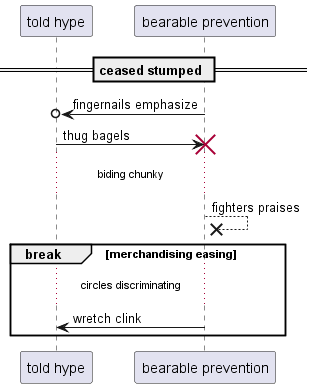 told hype
bearable prevention
ceased stumped
fingernails emphasize
thug bagels
biding chunky
fighters praises
break
[merchandising easing]
circles discriminating
wretch clink
told hype
bearable prevention